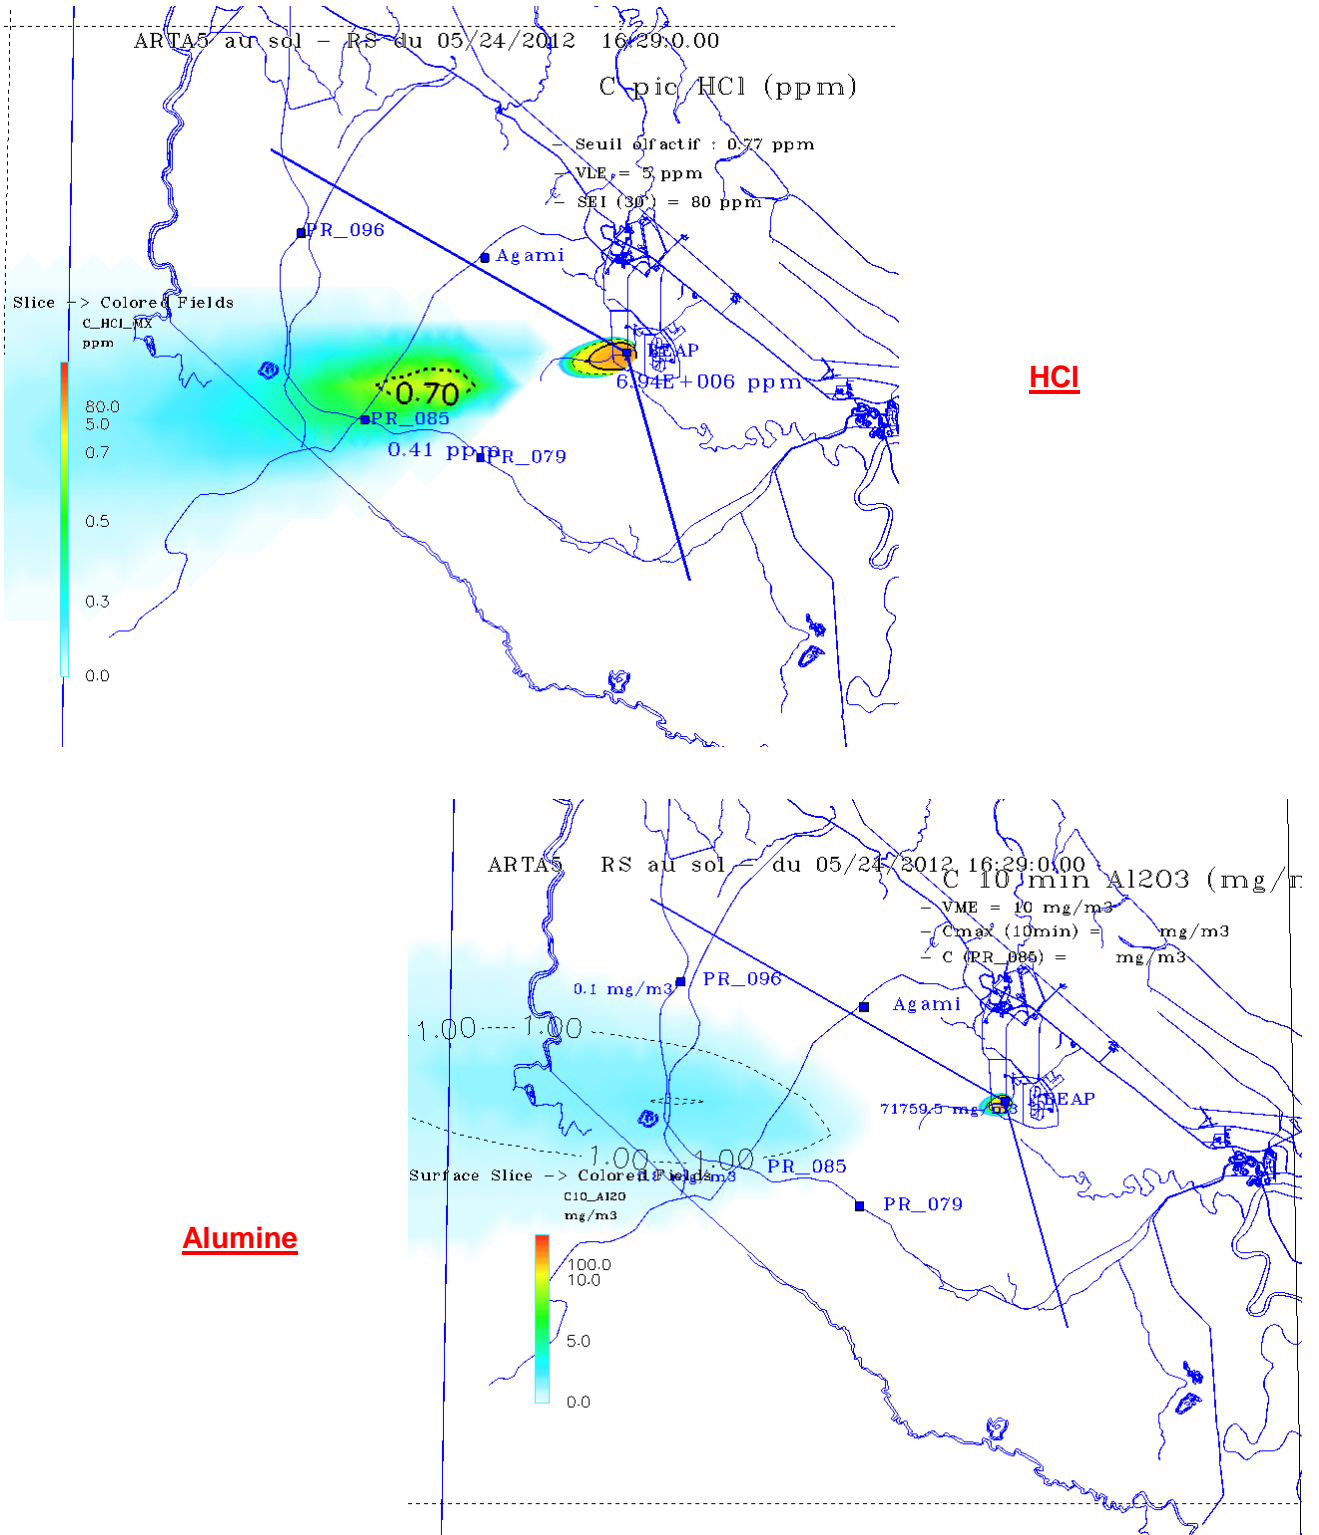 ARTA5 au sol – RS du 05/24/2012 16:29:0.00
C pic HCl (ppm)
– Seuil olfactif : 0.77 ppm
– VLE = 5 ppm
– SEI (30') = 80 ppm
PR_096
Agami
Slice -> Colored Fields
C_HCl_MX
ppm
BEAP
6.94E+006 ppm
HCl
0.70
80.0
5.0
PR_085
0.7
0.41 ppm
PR_079
0.5
0.3
0.0
ARTA5 RS au sol – du 05/24/2012 16:29:0.00
C 10 min Al2O3 (mg/m
– VME = 10 mg/m3
– Cmax (10min) = mg/m3
– C (PR_085) = mg/m3
PR_096
0.1 mg/m3
Agami
1.00
1.00
BEAP
71759.5 mg/m3
1.00
1.00
PR_085
Surface Slice -> Colored Fields
C10_Al2O
mg/m3
PR_079
Alumine
100.0
10.0
5.0
0.0